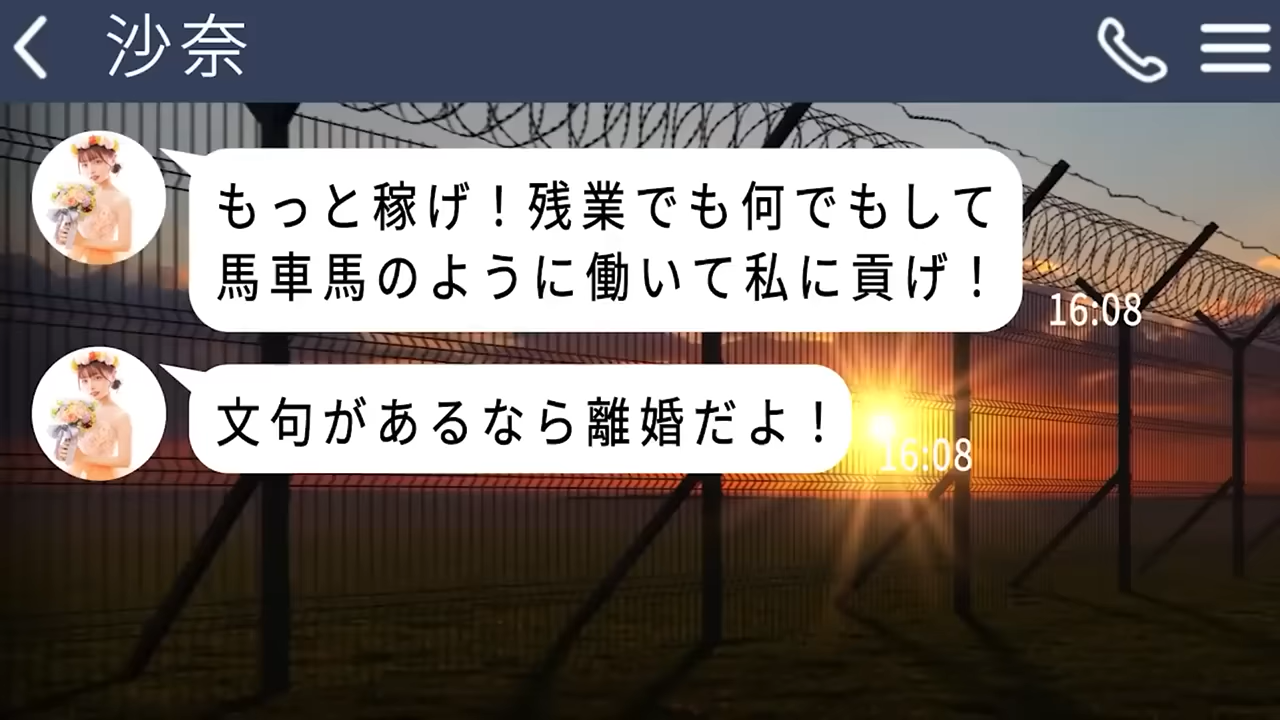 沙奈
もっと稼げ！残業でも何でもして
馬車馬のように働いて私に貢げ！
16:08
文句があるなら離婚だよ！
16:08